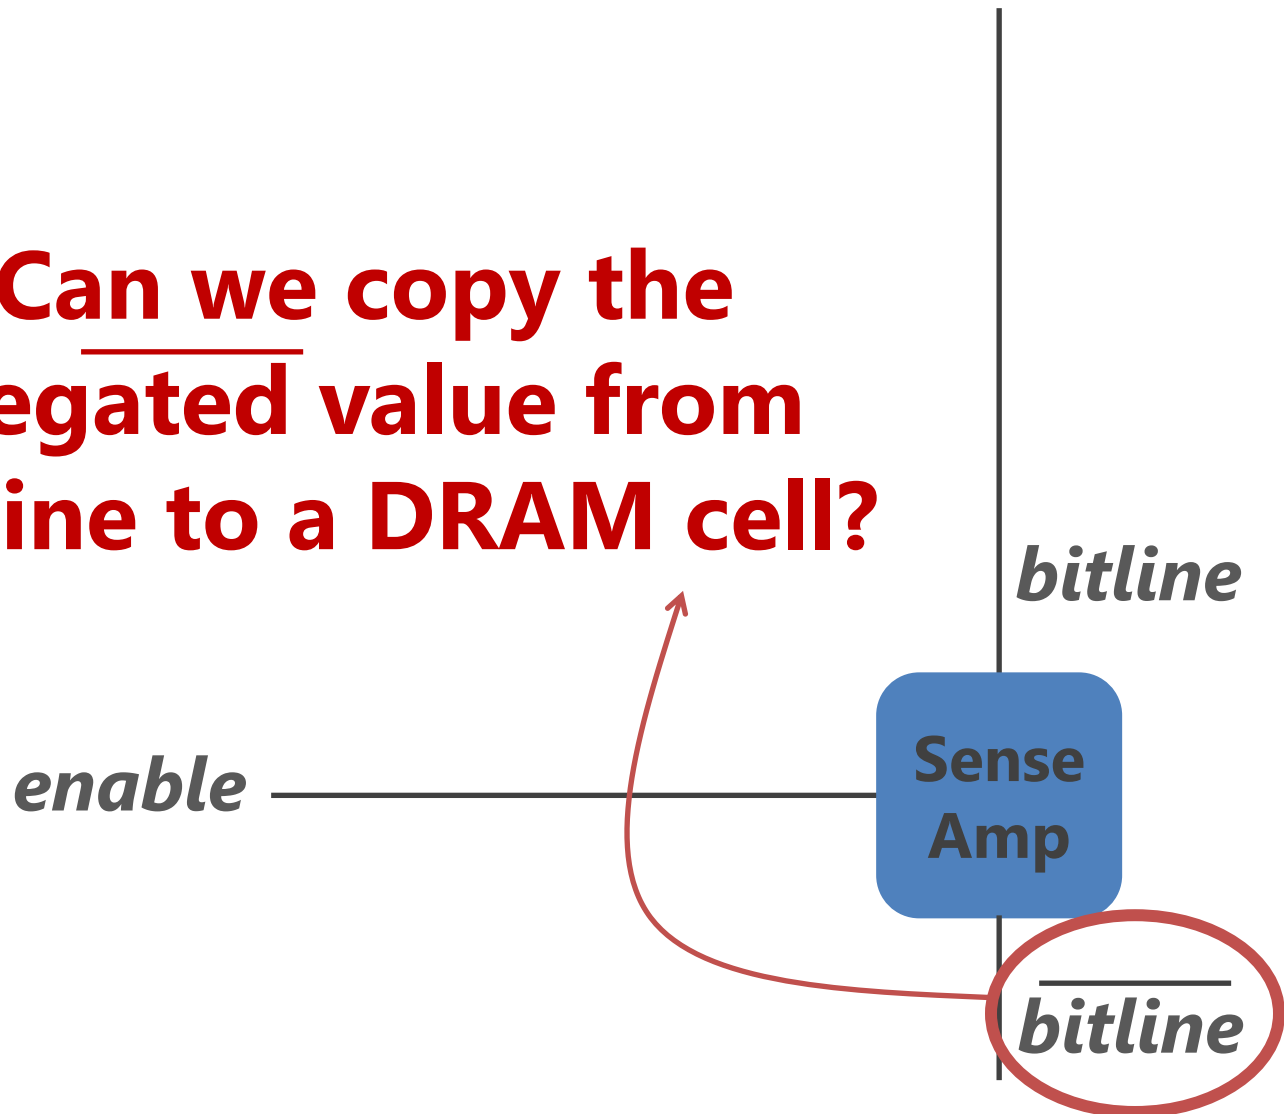 Can we copy the
egated value from
ine to a DRAM cell?
bitline
Sense
enable
Amp
bitline